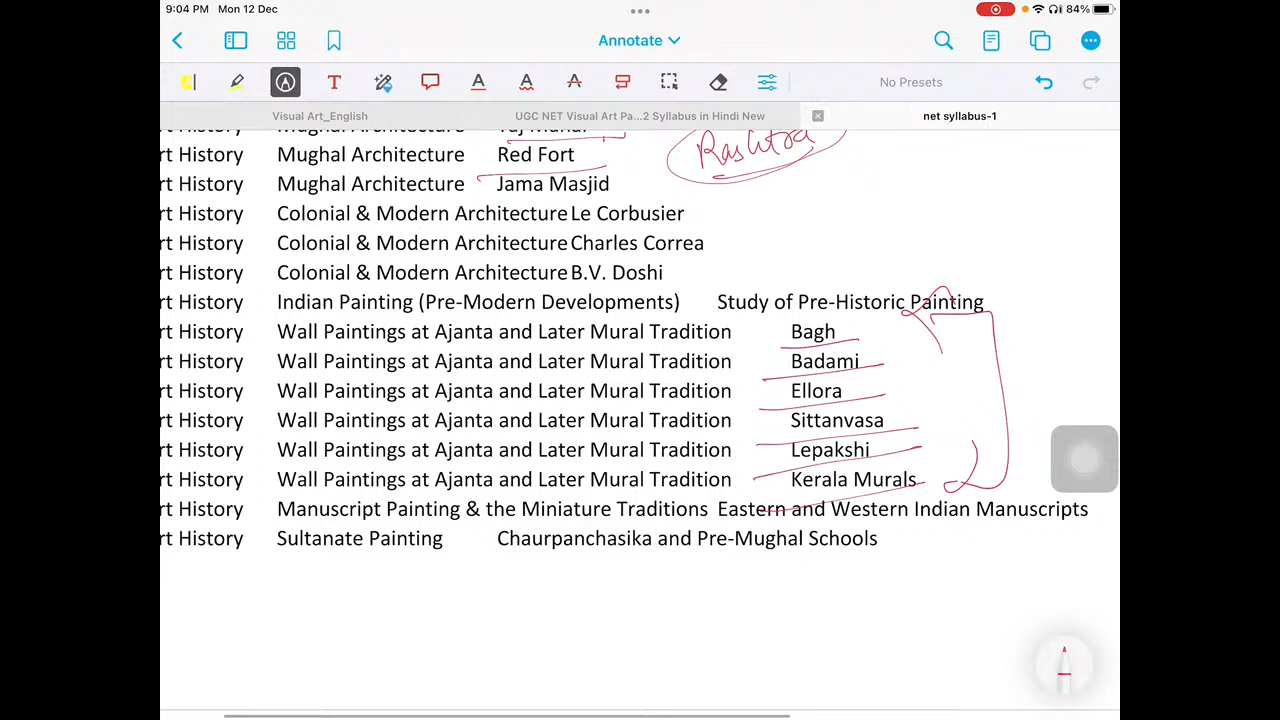 9:04 PM Mon 12 Dec
84%
Annotate
T
A A A
No Presets
Visual Art_English
UGC NET Visual Art Pa...2 Syllabus in Hindi New
net syllabus-1
rt History Mughal Architecture Taj Mahal
rt History Mughal Architecture Red Fort
Rashtra
rt History Mughal Architecture Jama Masjid
rt History Colonial & Modern Architecture Le Corbusier
rt History Colonial & Modern Architecture Charles Correa
rt History Colonial & Modern Architecture B.V. Doshi
rt History Indian Painting (Pre-Modern Developments) Study of Pre-Historic Painting
rt History Wall Paintings at Ajanta and Later Mural Tradition Bagh
rt History Wall Paintings at Ajanta and Later Mural Tradition Badami
rt History Wall Paintings at Ajanta and Later Mural Tradition Ellora
rt History Wall Paintings at Ajanta and Later Mural Tradition Sittanvasa
rt History Wall Paintings at Ajanta and Later Mural Tradition Lepakshi
rt History Wall Paintings at Ajanta and Later Mural Tradition Kerala Murals
rt History Manuscript Painting & the Miniature Traditions Eastern and Western Indian Manuscripts
rt History Sultanate Painting Chaurpanchasika and Pre-Mughal Schools